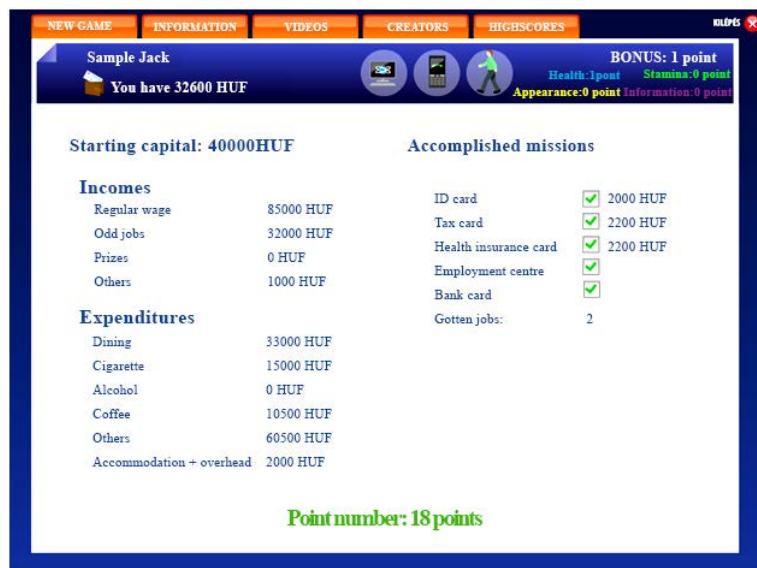 NEW GAME INFORMATION VIDEOS CREATORS HIGHSCORES KILÉPÉS
Sample Jack
You have 32600 HUF
BONUS: 1 point
Health:1pont Stamina:0 point
Appearance:0 point Information:0 point
Starting capital: 40000HUF
Incomes
Regular wage 85000 HUF
Odd jobs 32000 HUF
Prizes 0 HUF
Others 1000 HUF
Expenditures
Dining 33000 HUF
Cigarette 15000 HUF
Alcohol 0 HUF
Coffee 10500 HUF
Others 60500 HUF
Accommodation + overhead 2000 HUF
Accomplished missions
ID card 2000 HUF
Tax card 2200 HUF
Health insurance card 2200 HUF
Employment centre
Bank card
Gotten jobs: 2
Point number: 18 points